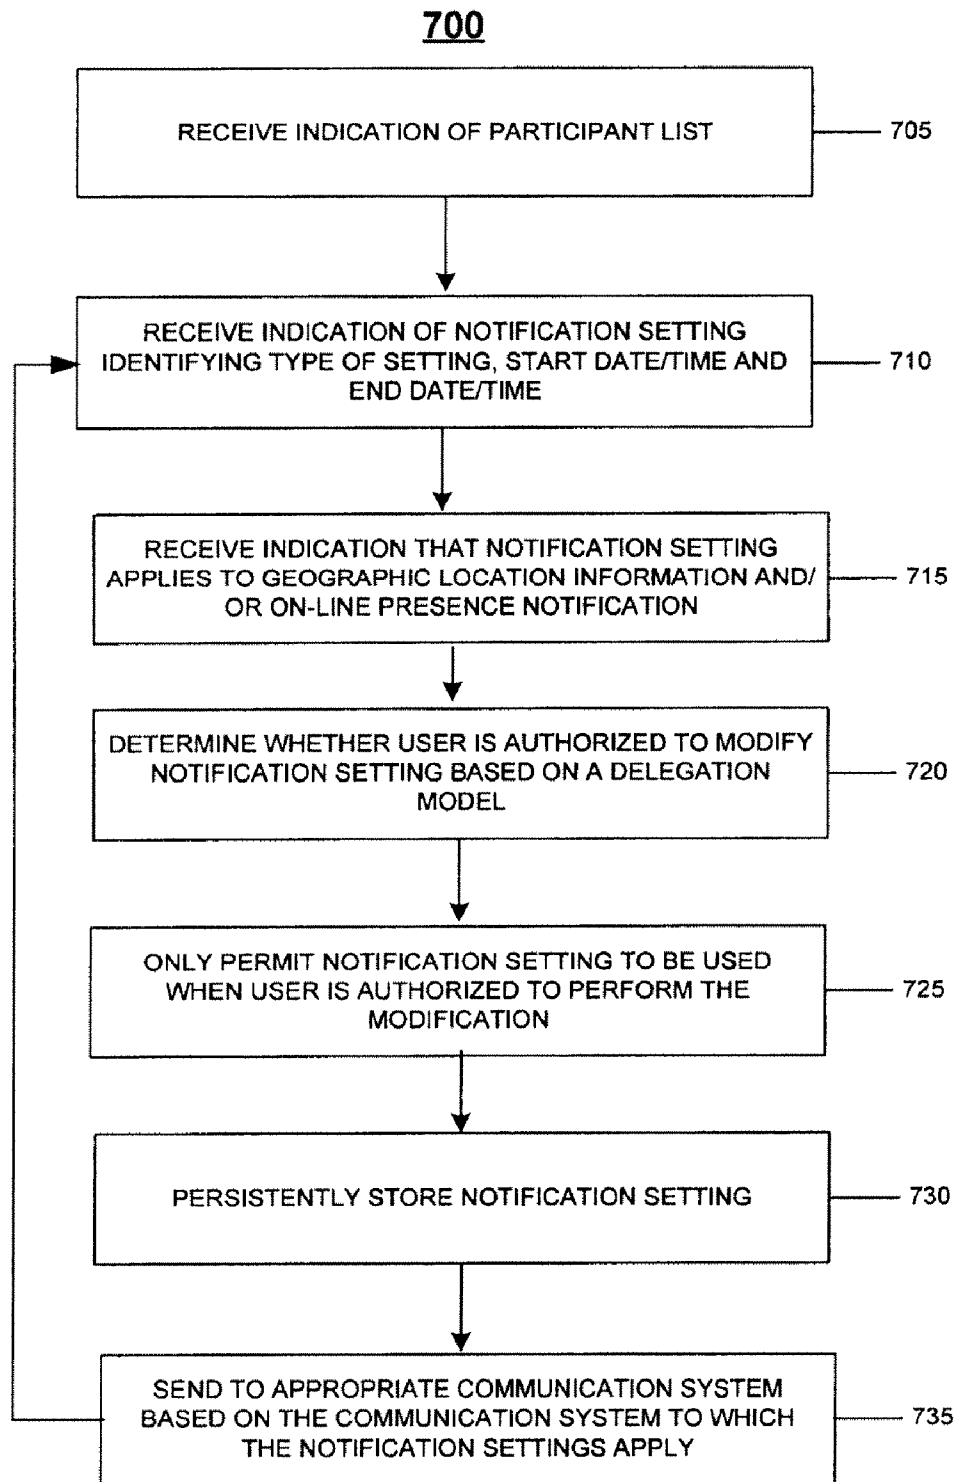 700
RECEIVE INDICATION OF PARTICIPANT LIST
705
RECEIVE INDICATION OF NOTIFICATION SETTING
IDENTIFYING TYPE OF SETTING, START DATE/TIME AND
END DATE/TIME
710
RECEIVE INDICATION THAT NOTIFICATION SETTING
APPLIES TO GEOGRAPHIC LOCATION INFORMATION AND/
OR ON-LINE PRESENCE NOTIFICATION
715
DETERMINE WHETHER USER IS AUTHORIZED TO MODIFY
NOTIFICATION SETTING BASED ON A DELEGATION
MODEL
720
ONLY PERMIT NOTIFICATION SETTING TO BE USED
WHEN USER IS AUTHORIZED TO PERFORM THE
MODIFICATION
725
PERSISTENTLY STORE NOTIFICATION SETTING
730
SEND TO APPROPRIATE COMMUNICATION SYSTEM
BASED ON THE COMMUNICATION SYSTEM TO WHICH
THE NOTIFICATION SETTINGS APPLY
735